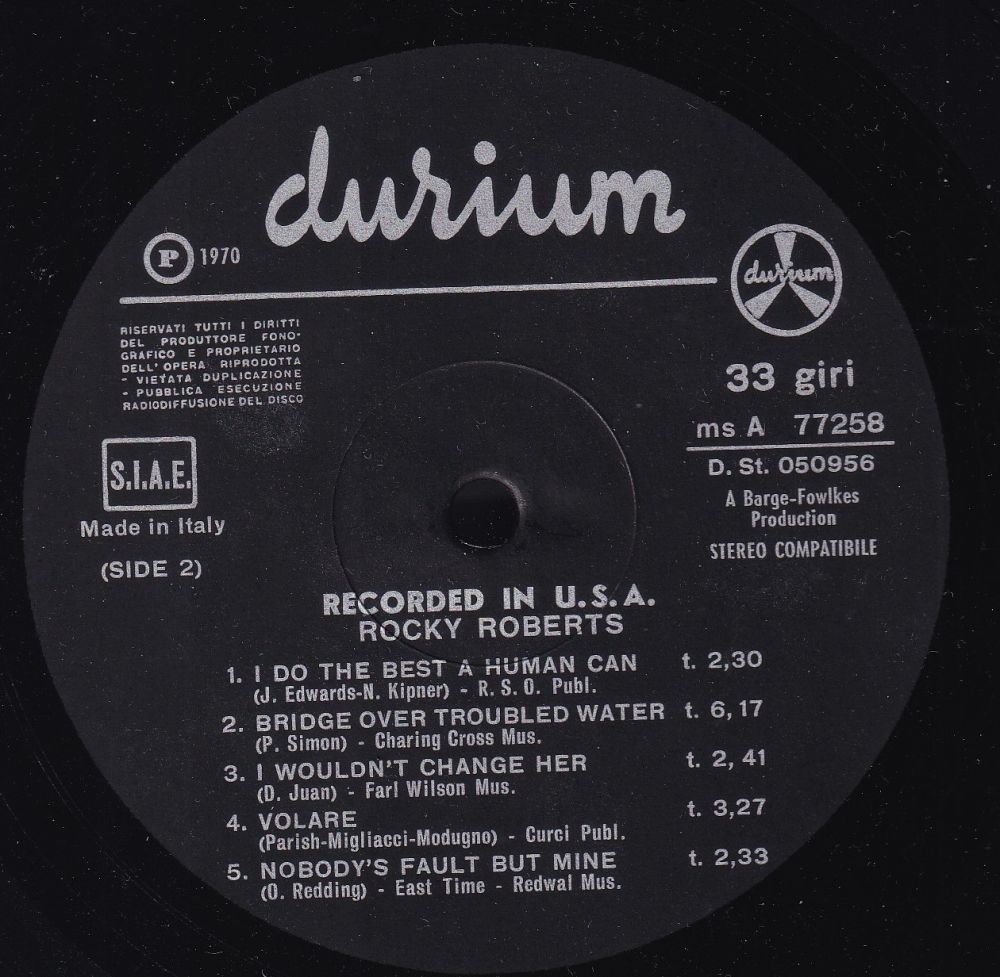 durium
P 1970
durium
RISERVATI TUTTI I DIRITTI
DEL PRODUTTORE FONO-
GRAFICO E PROPRIETARIO
DELL'OPERA RIPRODOTTA
- VIETATA DUPLICAZIONE
- PUBBLICA ESECUZIONE
RADIODIFFUSIONE DEL DISCO
33 giri
ms A 77258
D. St. 050956
A Barge-Fowlkes
Production
STEREO COMPATIBILE
S.I.A.E.
Made in Italy
(SIDE 2)
RECORDED IN U.S.A.
ROCKY ROBERTS
1. I DO THE BEST A HUMAN CAN t. 2,30
(J. Edwards-N. Kipner) - R. S. O. Publ.
2. BRIDGE OVER TROUBLED WATER t. 6,17
(P. Simon) - Charing Cross Mus.
3. I WOULDN'T CHANGE HER t. 2,41
(D. Juan) - Farl Wilson Mus.
4. VOLARE t. 3,27
(Parish-Migliacci-Modugno) - Curci Publ.
5. NOBODY'S FAULT BUT MINE t. 2,33
(O. Redding) - East Time - Redwal Mus.